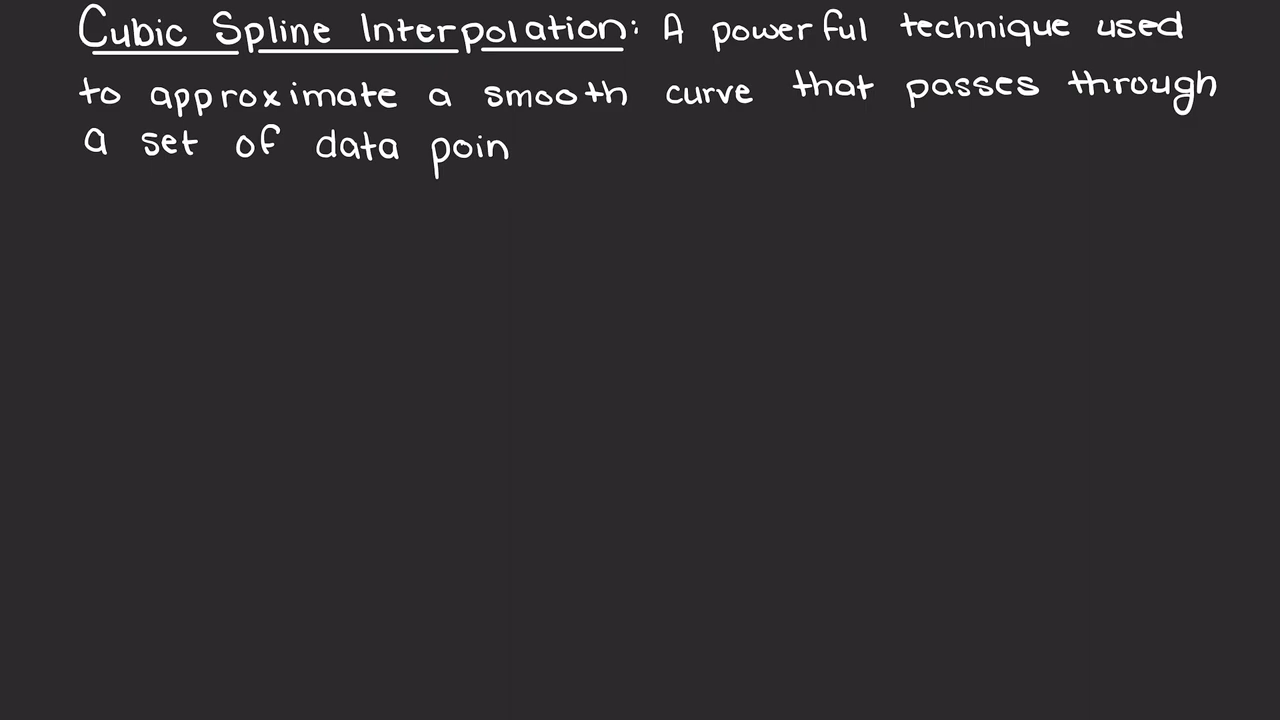 Cubic Spline Interpolation: A powerful technique used
to approximate a smooth curve that passes through
a set of data poin